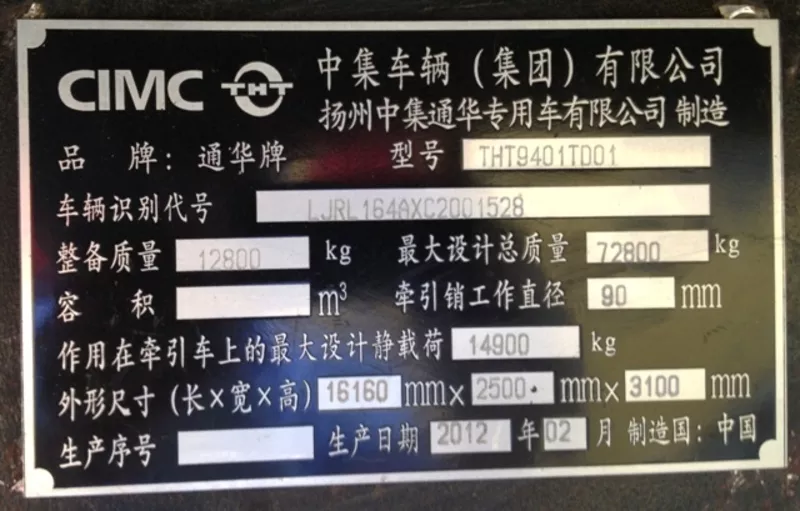 CIMC THT 中集车辆（集团）有限公司
扬州中集通华专用车有限公司 制造
品 牌：通华牌 型号 THT9401TD01
车辆识别代号 LJRL164AXC2001528
整备质量 12800 kg 最大设计总质量 72800 kg
容 积 m³ 牵引销工作直径 90 mm
作用在牵引车上的最大设计静载荷 14900 kg
外形尺寸（长×宽×高）16160 mm× 2500 mm× 3100 mm
生产序号 生产日期 2012 年 02 月 制造国：中国